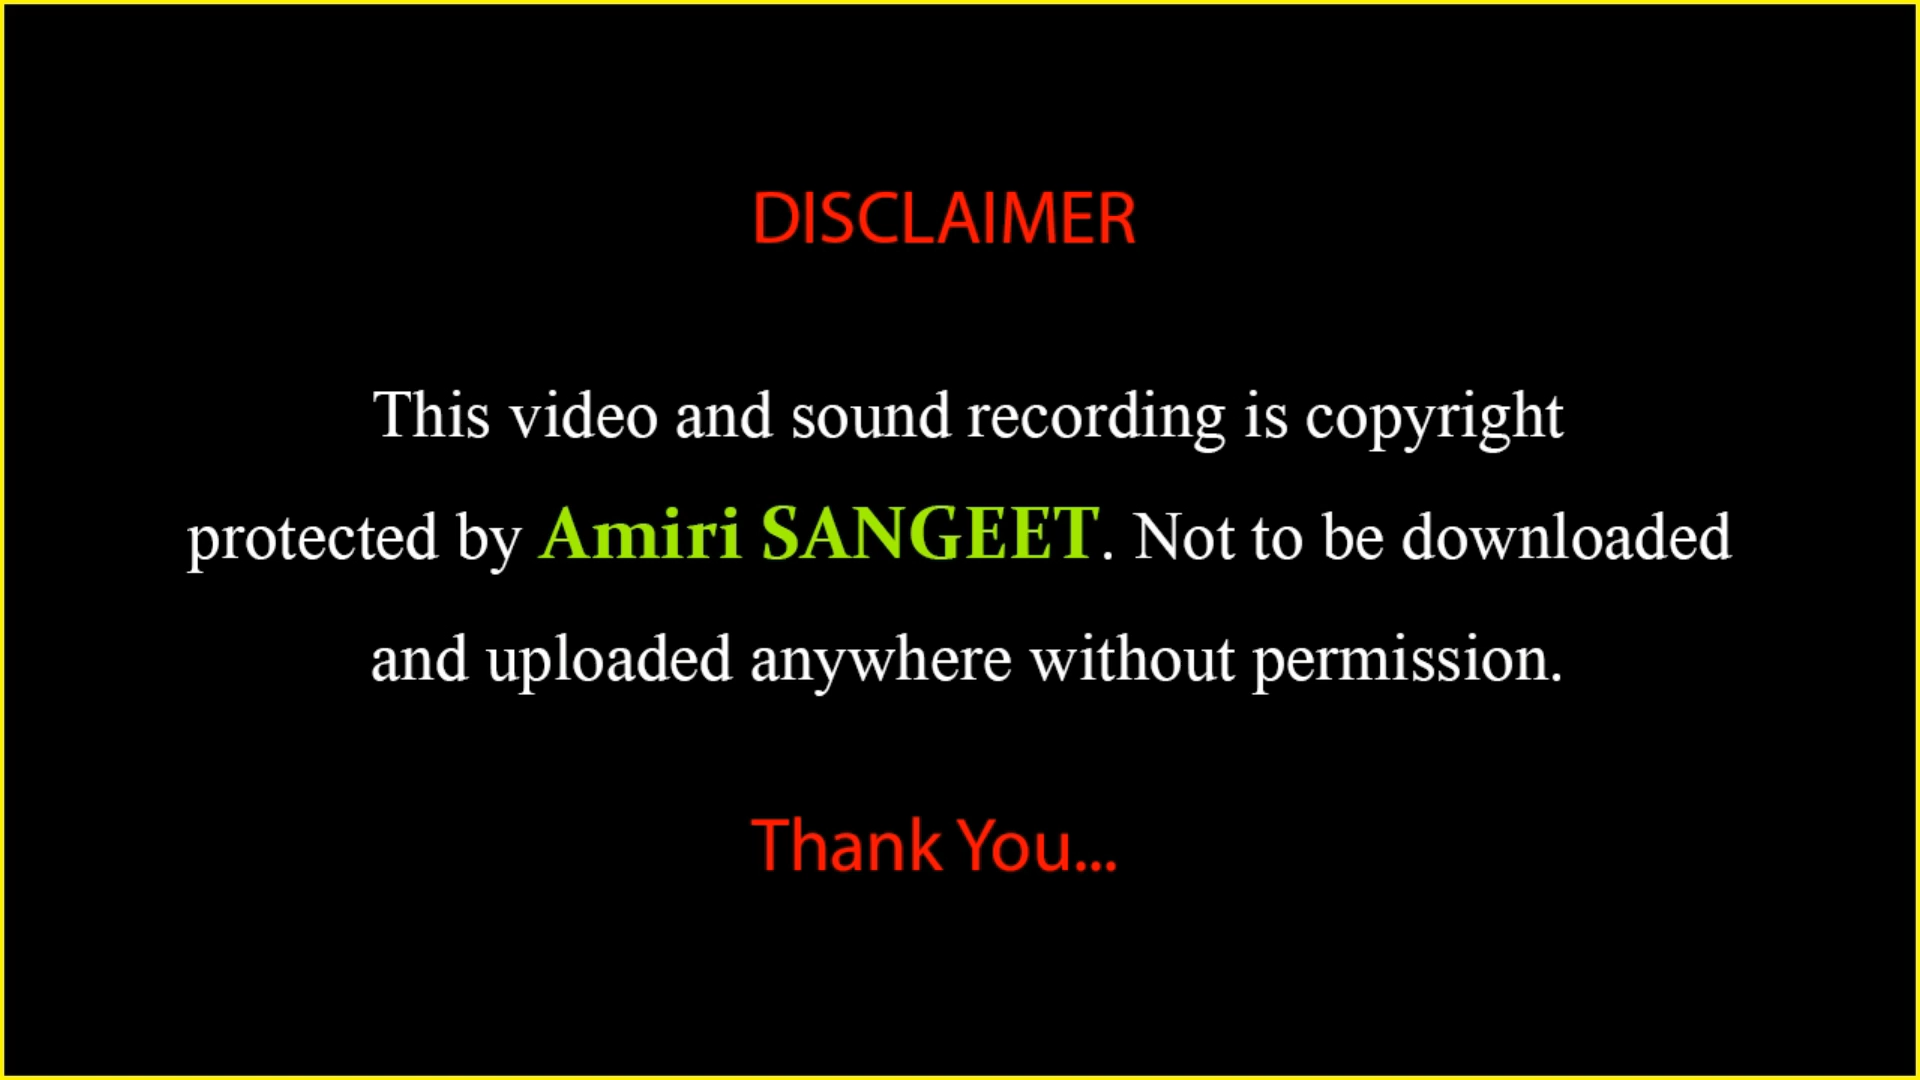 DISCLAIMER
This video and sound recording is copyright
protected by Amiri SANGEET. Not to be downloaded
and uploaded anywhere without permission.
Thank You...